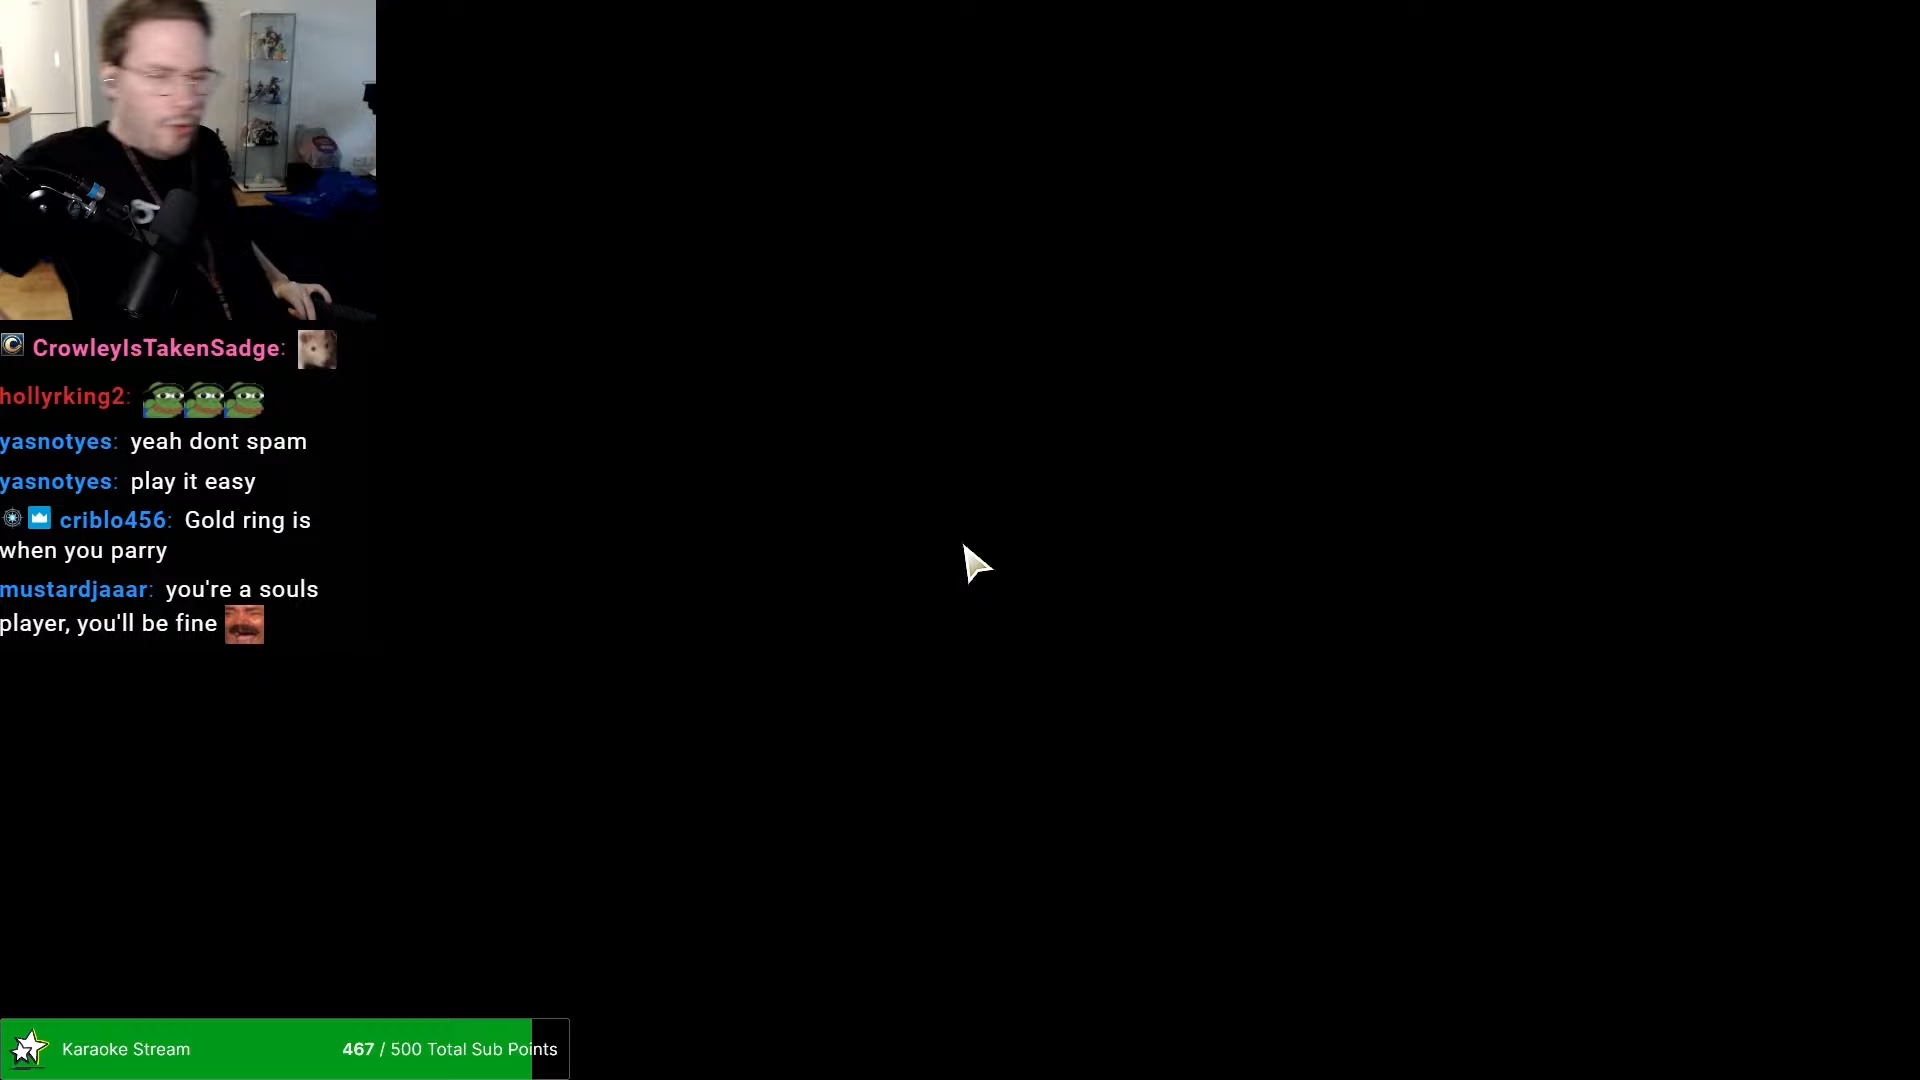 CrowleyIsTakenSadge:
hollyrking2:
yasnotyes: yeah dont spam
yasnotyes: play it easy
criblo456: Gold ring is
when you parry
mustardjaaar: you're a souls
player, you'll be fine
Karaoke Stream 467 / 500 Total Sub Points